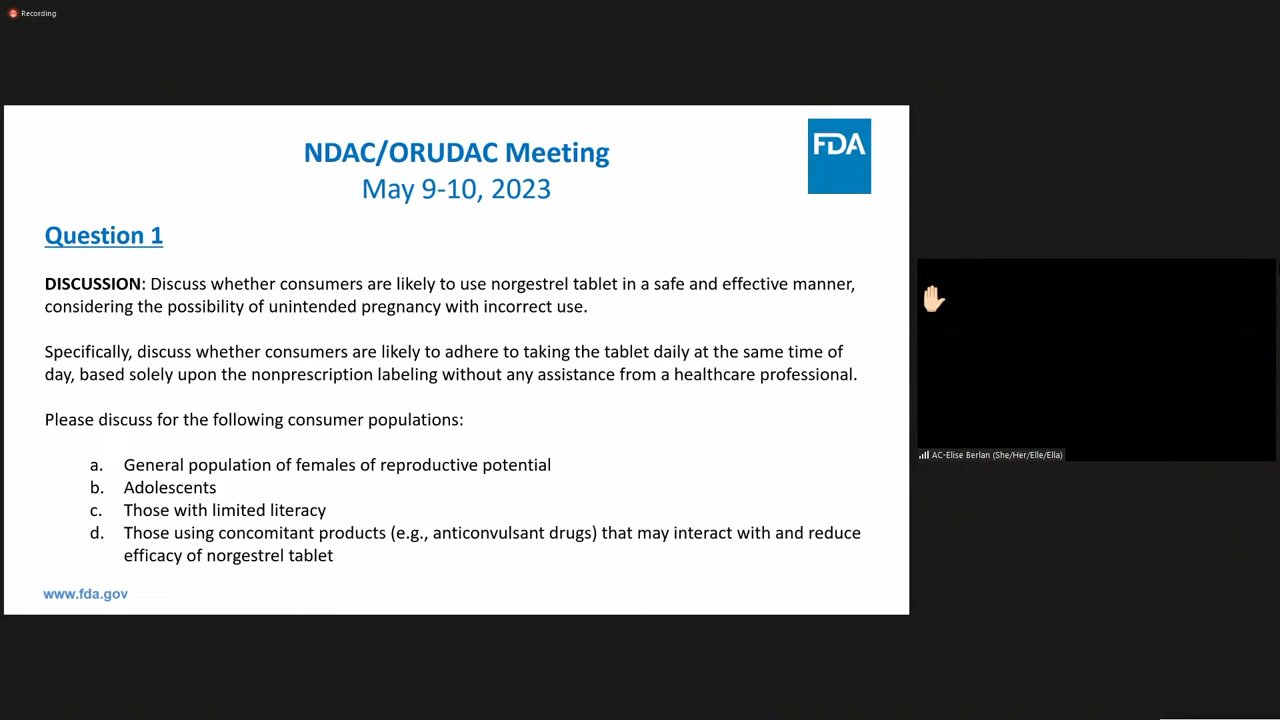 Recording
NDAC/ORUDAC Meeting
May 9-10, 2023
FDA
Question 1
DISCUSSION: Discuss whether consumers are likely to use norgestrel tablet in a safe and effective manner,
considering the possibility of unintended pregnancy with incorrect use.
Specifically, discuss whether consumers are likely to adhere to taking the tablet daily at the same time of
day, based solely upon the nonprescription labeling without any assistance from a healthcare professional.
Please discuss for the following consumer populations:
a. General population of females of reproductive potential
b. Adolescents
c. Those with limited literacy
d. Those using concomitant products (e.g., anticonvulsant drugs) that may interact with and reduce
efficacy of norgestrel tablet
www.fda.gov
AC-Elise Berlan (She/Her/Elle/Ella)